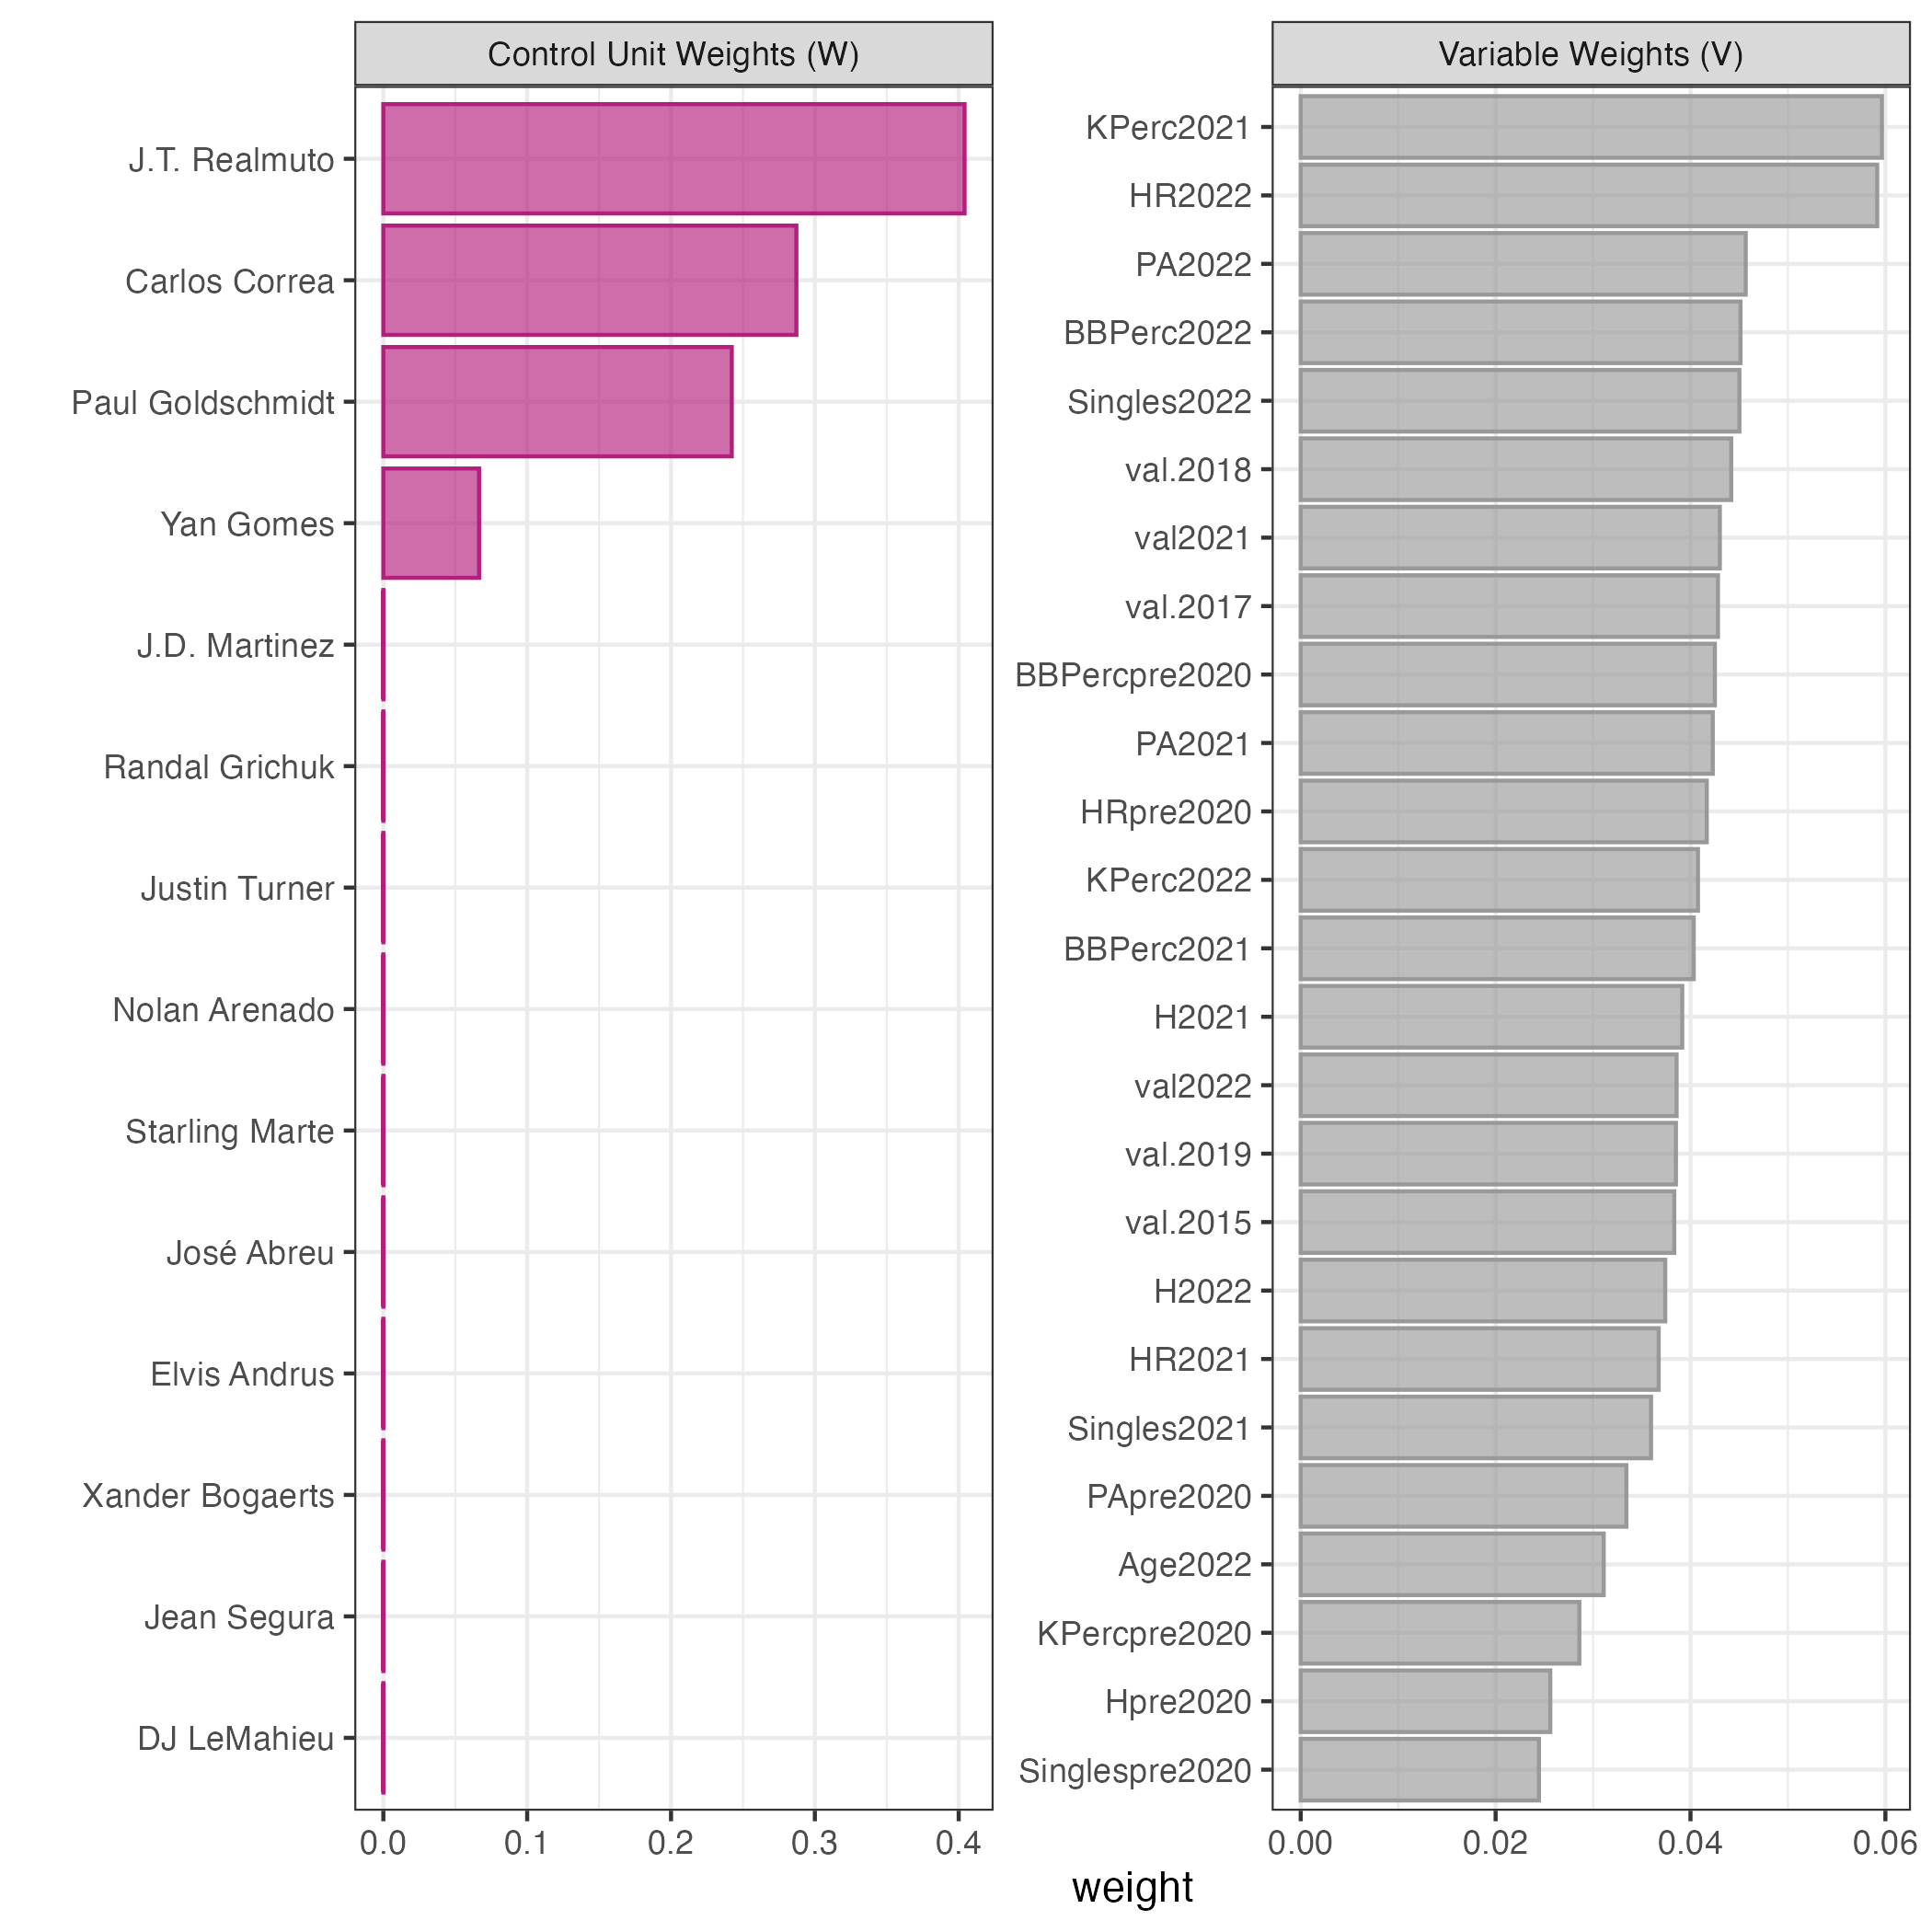 Control Unit Weights (W)
J.T. Realmuto
Carlos Correa
Paul Goldschmidt
Yan Gomes
J.D. Martinez
Randal Grichuk
Justin Turner
Nolan Arenado
Starling Marte
José Abreu
Elvis Andrus
Xander Bogaerts
Jean Segura
DJ LeMahieu
0.0 0.1 0.2 0.3 0.4
Variable Weights (V)
KPerc2021
HR2022
PA2022
BBPerc2022
Singles2022
val.2018
val2021
val.2017
BBPercpre2020
PA2021
HRpre2020
KPerc2022
BBPerc2021
H2021
val2022
val.2019
val.2015
H2022
HR2021
Singles2021
PApre2020
Age2022
KPercpre2020
Hpre2020
Singlespre2020
0.00 0.02 0.04 0.06
weight